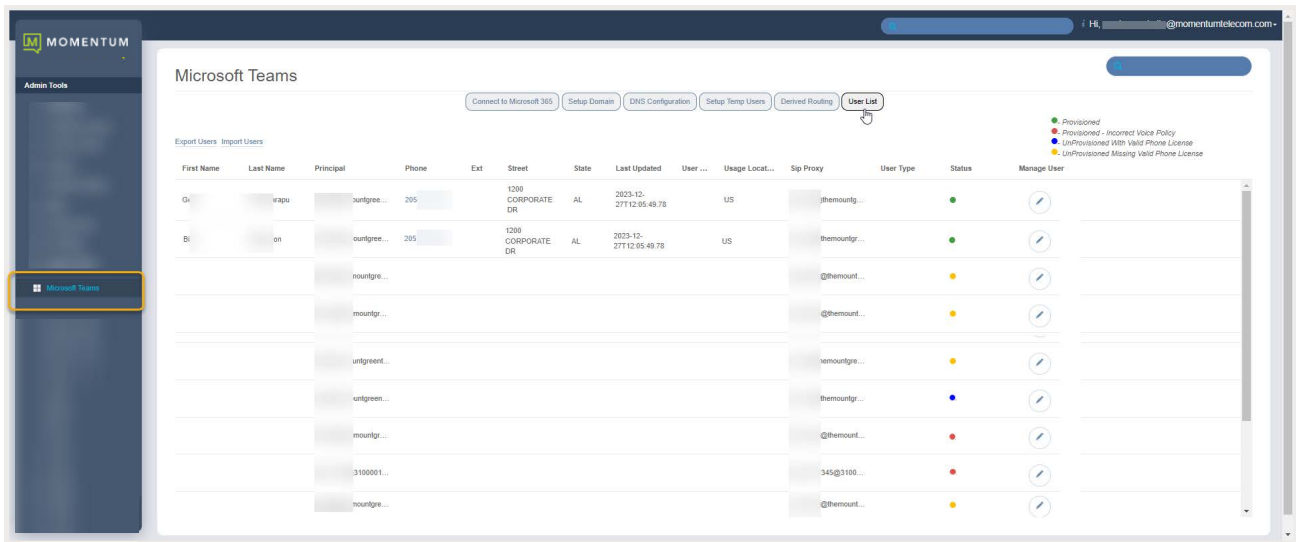 MOMENTUM
Hi, @momentumtelecom.com
Admin Tools
Microsoft Teams
Microsoft Teams
Connect to Microsoft 365 Setup Domain DNS Configuration Setup Temp Users Derived Routing User List
- Provisioned
- Provisioned - Incorrect Voice Policy
- UnProvisioned With Valid Phone License
- UnProvisioned Missing Valid Phone License
Export Users Import Users
First Name Last Name Principal Phone Ext Street State Last Updated User ... Usage Locat... Sip Proxy User Type Status Manage User
rapu ountgree... 205 1200 CORPORATE DR AL 2023-12-27T12:05:49.78 US themountg...
on ountgree... 205 1200 CORPORATE DR AL 2023-12-27T12:05:49.78 US themountgr...
mountgre... @themount...
mountgr... @themount...
untgreent... emountgre...
untgreen... themountgr...
mountgr... @themount...
3100001... 345@3100...
mountgre... @themount...